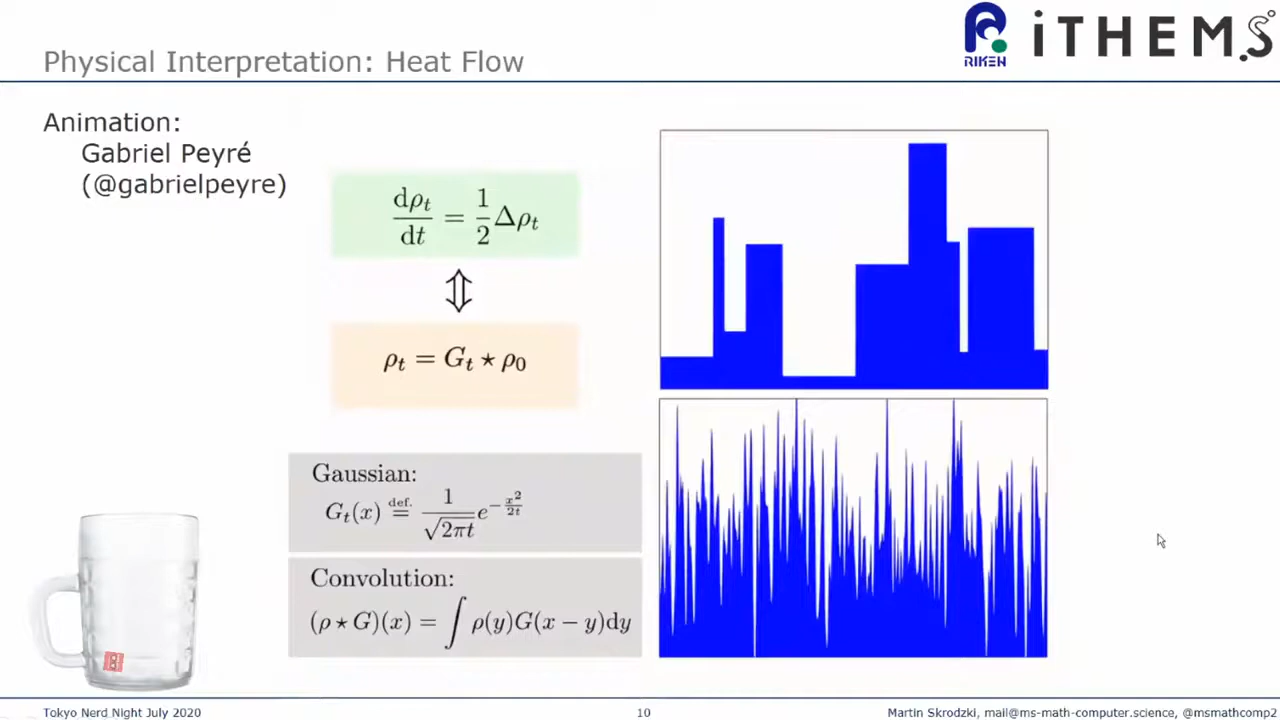 Physical Interpretation: Heat Flow
RIKEN
iTHEMS
Animation:
Gabriel Peyré
(@gabrielpeyre)
dρₜ/dt = 1/2 Δρₜ
⇕
ρₜ = Gₜ ⋆ ρ₀
Gaussian:
Gₜ(x) =^{def.} 1/√(2πt) e^{-x²/2t}
Convolution:
(ρ ⋆ G)(x) = ∫ ρ(y)G(x − y)dy
Tokyo Nerd Night July 2020
10
Martin Skrodzki, mail@ms-math-computer.science, @msmathcomp2